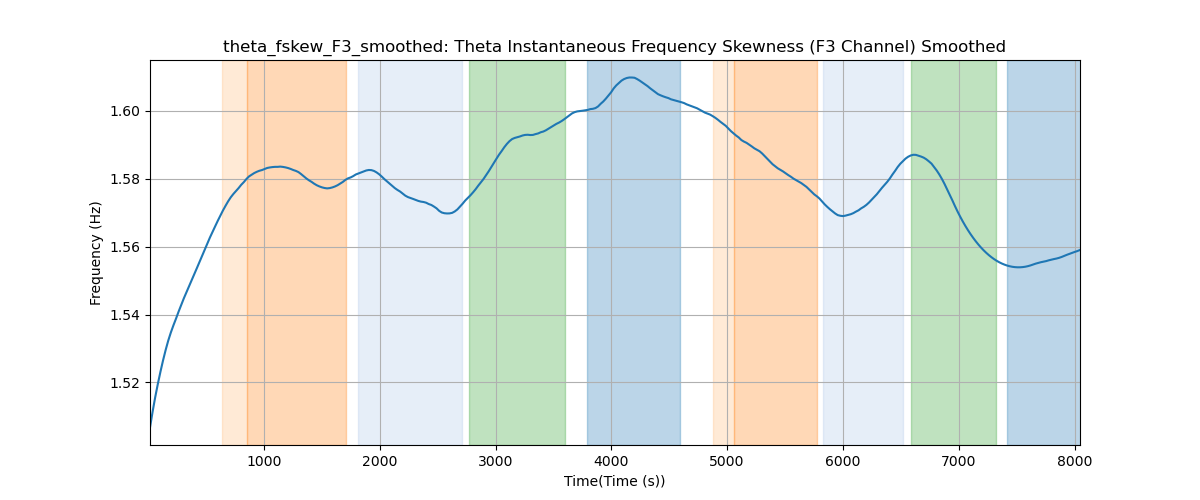 theta_fskew_F3_smoothed: Theta Instantaneous Frequency Skewness (F3 Channel) Smoothed
Frequency (Hz)
1.60
1.58
1.56
1.54
1.52
1000 2000 3000 4000 5000 6000 7000 8000
Time(Time (s))